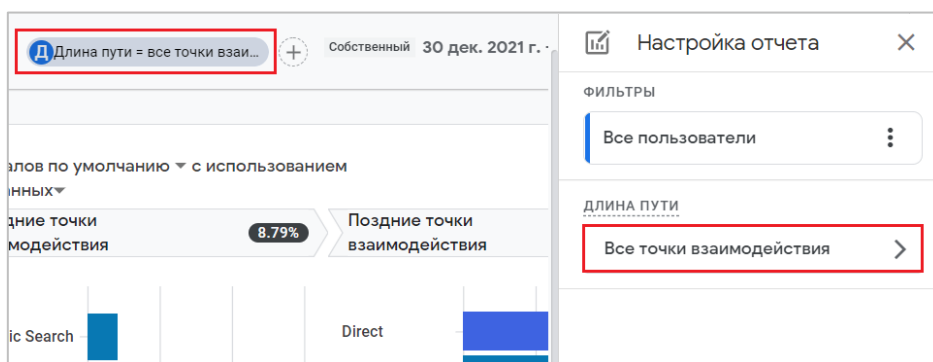 Д Длина пути = все точки взаи...
Собственный 30 дек. 2021 г. -
алов по умолчанию с использованием
нных
дние точки
модействия
8.79%
Поздние точки
взаимодействия
ic Search
Direct
Настройка отчета
ФИЛЬТРЫ
Все пользователи
ДЛИНА ПУТИ
Все точки взаимодействия